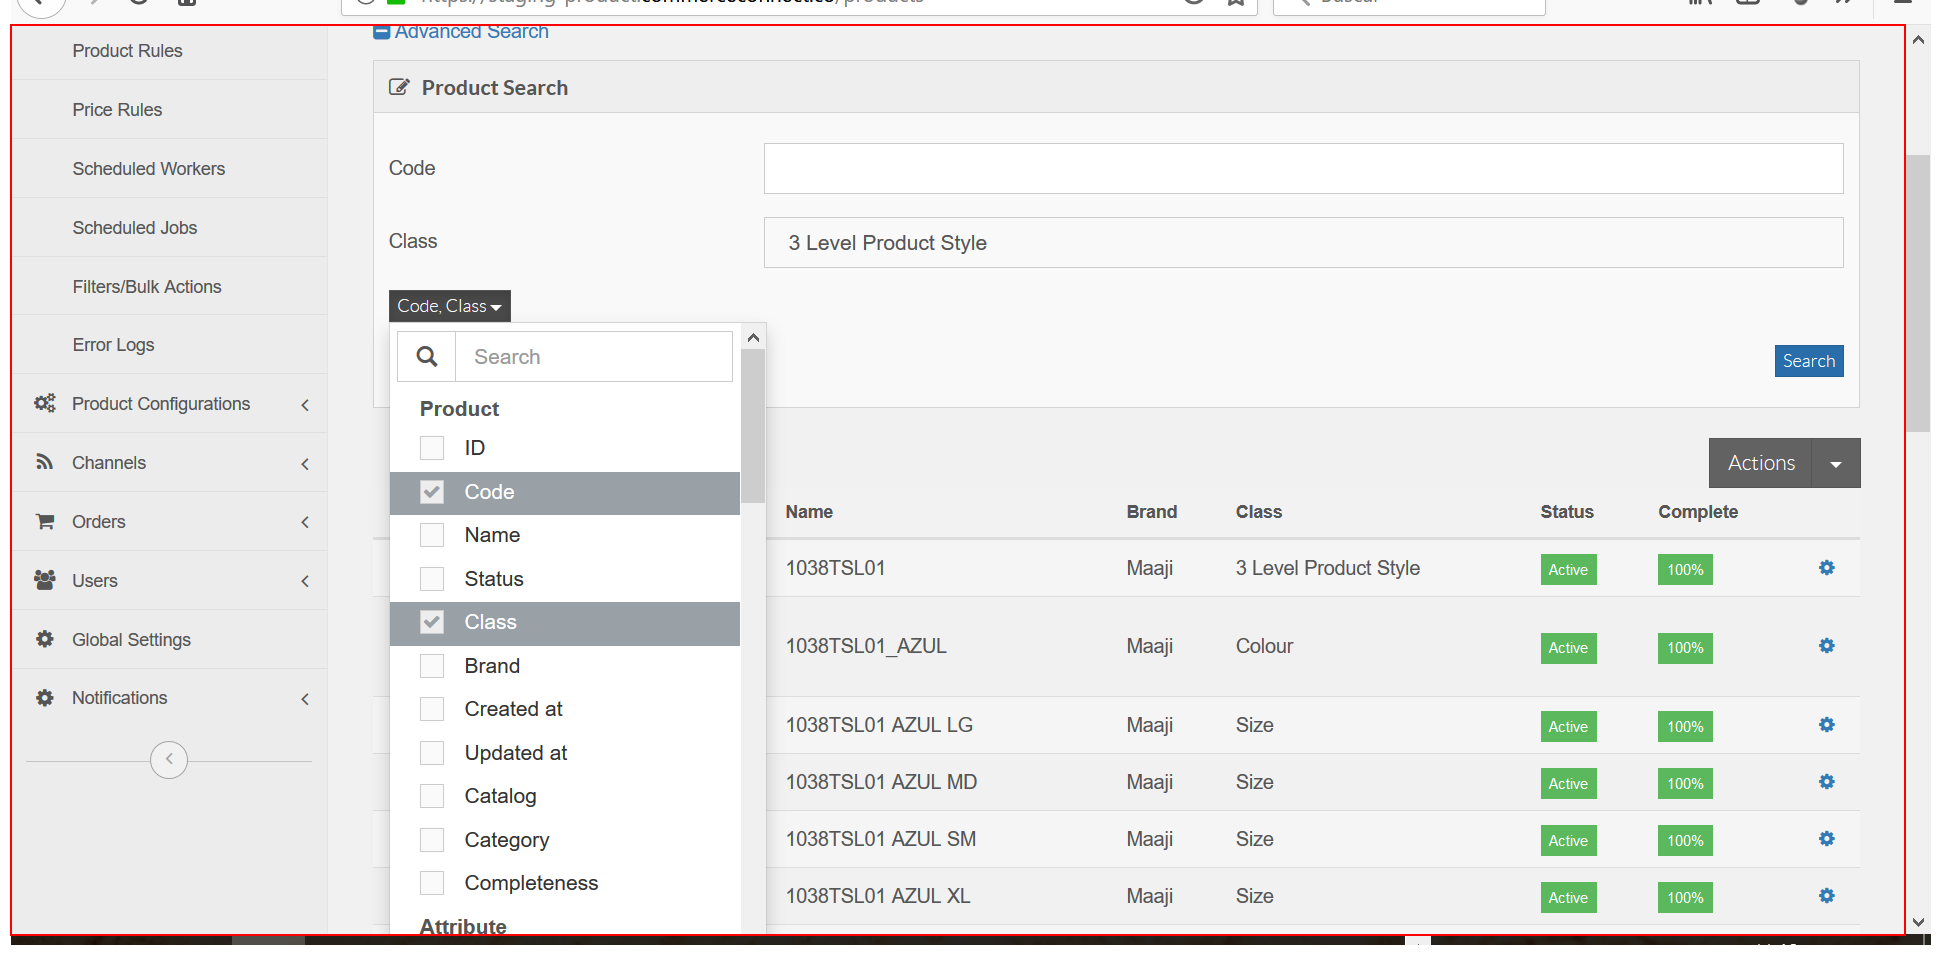 Advanced Search
Product Rules
Price Rules
Scheduled Workers
Scheduled Jobs
Filters/Bulk Actions
Error Logs
Product Configurations
Channels
Orders
Users
Global Settings
Notifications
Product Search
Code
Class
3 Level Product Style
Code, Class
Search
Search
Product
ID
Code
Name
Status
Class
Brand
Created at
Updated at
Catalog
Category
Completeness
Attribute
Actions
Name Brand Class Status Complete
1038TSL01 Maaji 3 Level Product Style Active 100%
1038TSL01_AZUL Maaji Colour Active 100%
1038TSL01 AZUL LG Maaji Size Active 100%
1038TSL01 AZUL MD Maaji Size Active 100%
1038TSL01 AZUL SM Maaji Size Active 100%
1038TSL01 AZUL XL Maaji Size Active 100%